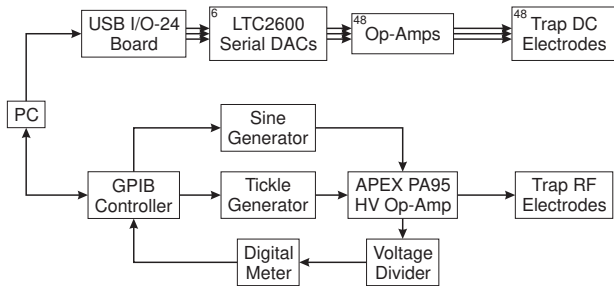 USB I/O-24
Board
6
LTC2600
Serial DACs
48
Op-Amps
48
Trap DC
Electrodes
PC
Sine
Generator
GPIB
Controller
Tickle
Generator
APEX PA95
HV Op-Amp
Trap RF
Electrodes
Digital
Meter
Voltage
Divider